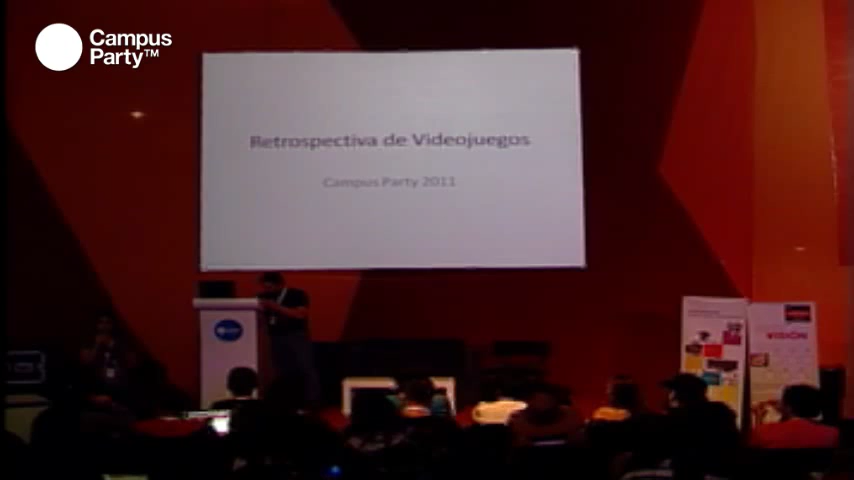 Campus
Party™
Retrospectiva de Videojuegos
Campus Party 2011
VISION